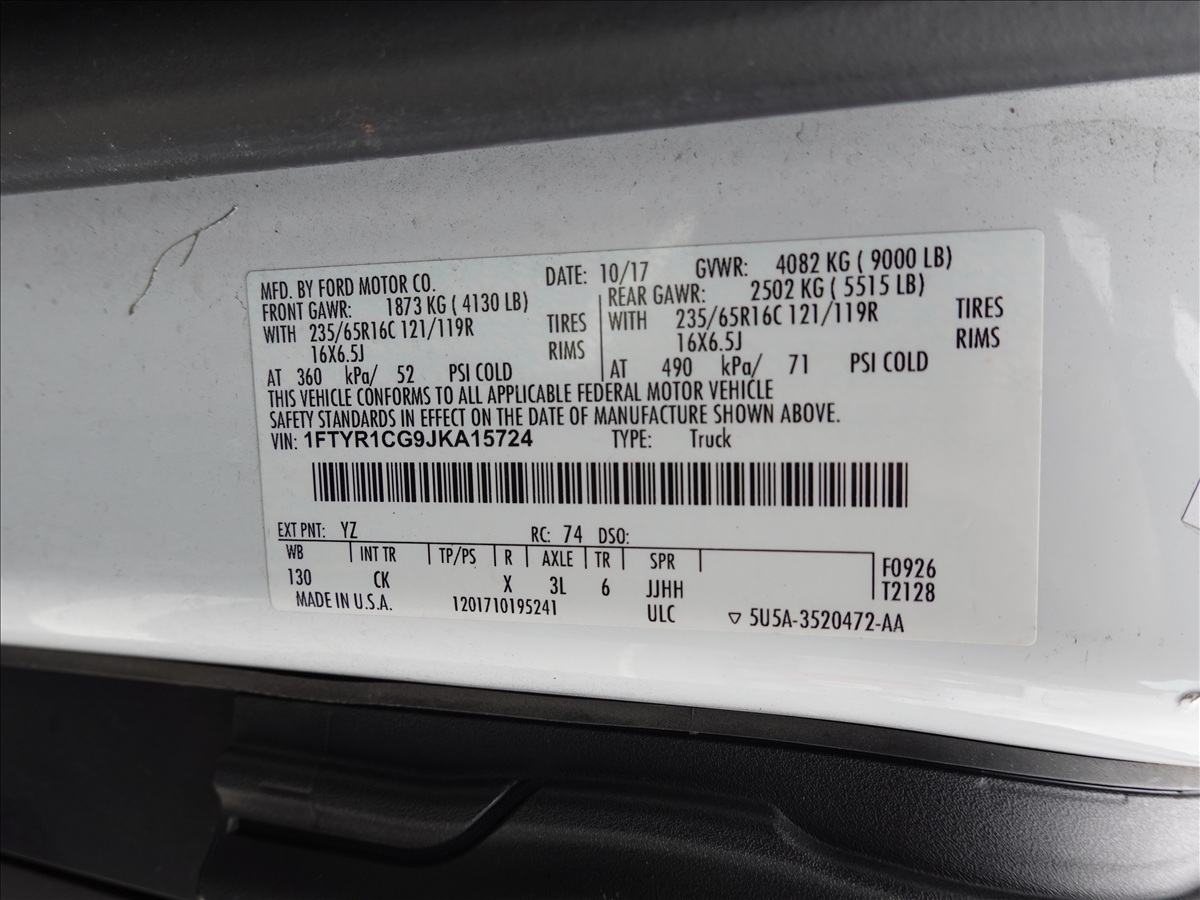 MFD. BY FORD MOTOR CO. DATE: 10/17 GVWR: 4082 KG ( 9000 LB)
FRONT GAWR: 1873 KG ( 4130 LB) REAR GAWR: 2502 KG ( 5515 LB)
WITH 235/65R16C 121/119R TIRES WITH 235/65R16C 121/119R TIRES
16X6.5J RIMS 16X6.5J RIMS
AT 360 kPa/ 52 PSI COLD AT 490 kPa/ 71 PSI COLD
THIS VEHICLE CONFORMS TO ALL APPLICABLE FEDERAL MOTOR VEHICLE
SAFETY STANDARDS IN EFFECT ON THE DATE OF MANUFACTURE SHOWN ABOVE.
VIN: 1FTYR1CG9JKA15724 TYPE: Truck
EXT PNT: YZ RC: 74 DSO:
WB INT TR TP/PS R AXLE TR SPR F0926
130 CK X 3L 6 JJHH T2128
MADE IN U.S.A. 1201710195241 ULC ▽ 5U5A-3520472-AA